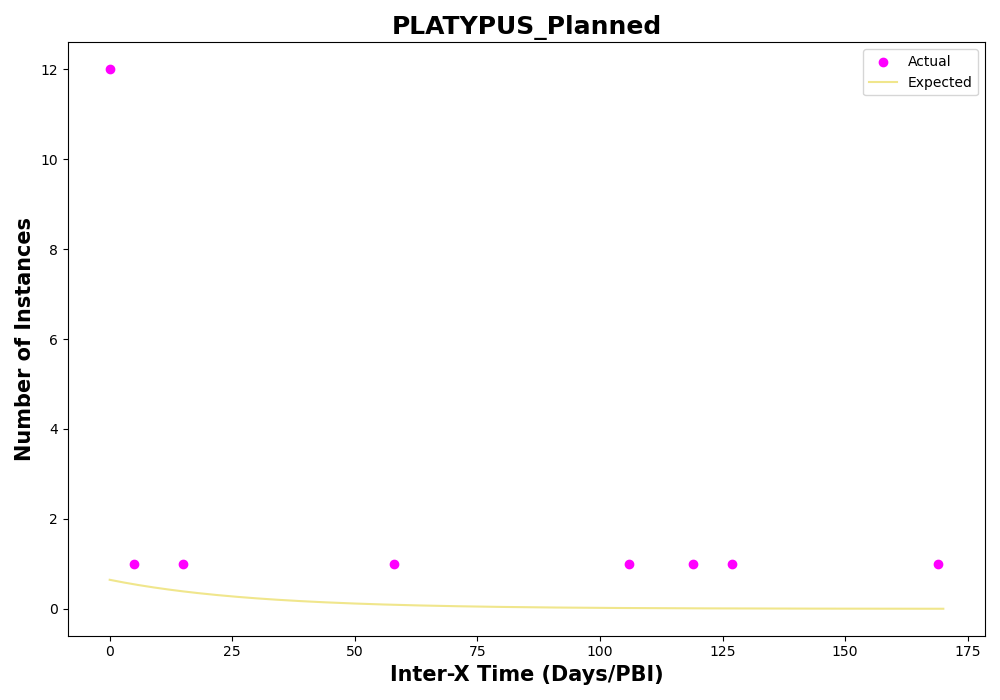 PLATYPUS_Planned
Actual
Expected
Number of Instances
12
10
8
6
4
2
0
0 25 50 75 100 125 150 175
Inter-X Time (Days/PBI)